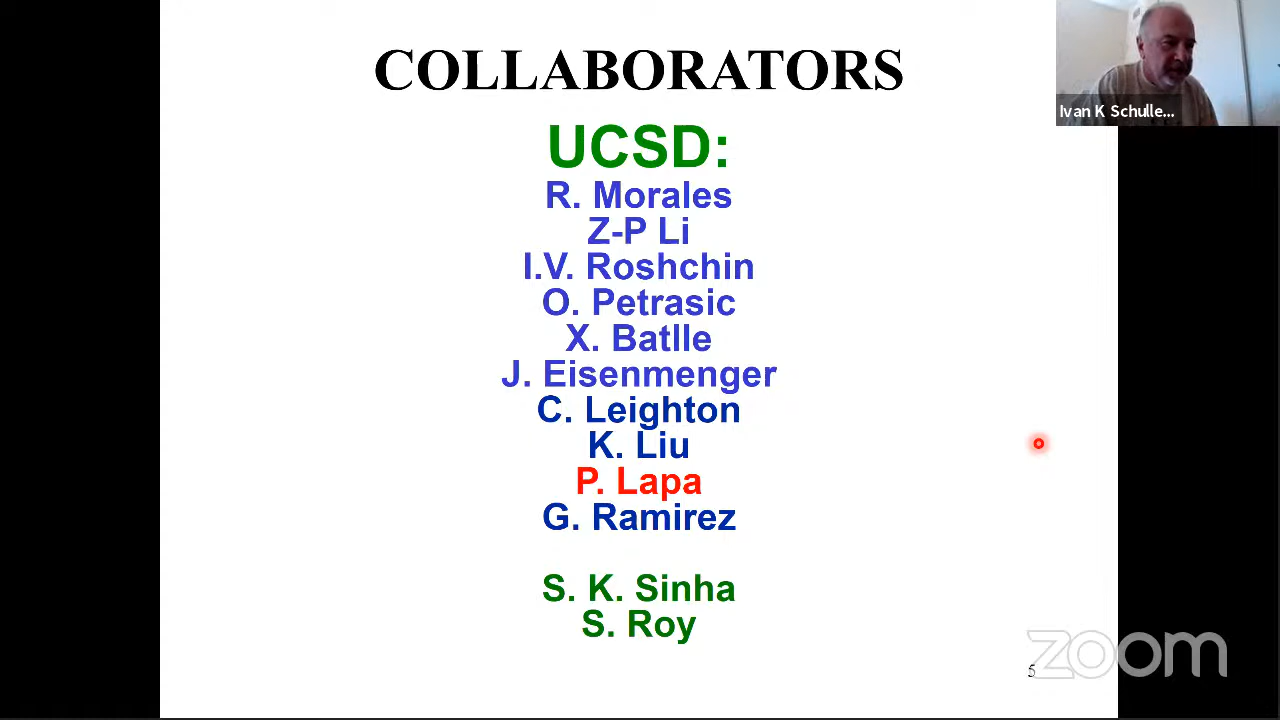 COLLABORATORS
Ivan K Schulle...
UCSD:
R. Morales
Z-P Li
I.V. Roshchin
O. Petrasic
X. Batlle
J. Eisenmenger
C. Leighton
K. Liu
P. Lapa
G. Ramirez
S. K. Sinha
S. Roy
zoom
5